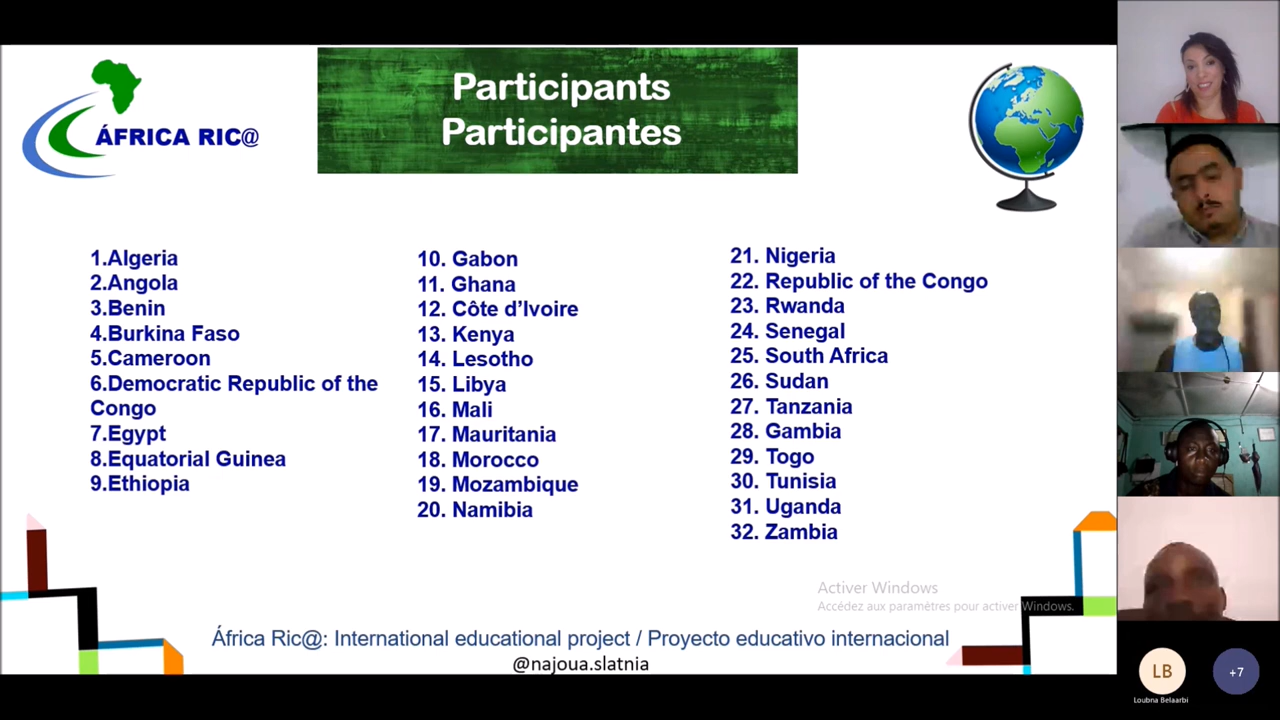 Participants
Participantes
ÁFRICA RIC@
1.Algeria
2.Angola
3.Benin
4.Burkina Faso
5.Cameroon
6.Democratic Republic of the
Congo
7.Egypt
8.Equatorial Guinea
9.Ethiopia
10. Gabon
11. Ghana
12. Côte d’Ivoire
13. Kenya
14. Lesotho
15. Libya
16. Mali
17. Mauritania
18. Morocco
19. Mozambique
20. Namibia
21. Nigeria
22. Republic of the Congo
23. Rwanda
24. Senegal
25. South Africa
26. Sudan
27. Tanzania
28. Gambia
29. Togo
30. Tunisia
31. Uganda
32. Zambia
Activer Windows
Accédez aux paramètres pour activer Windows.
África Ric@: International educational project / Proyecto educativo internacional
@najoua.slatnia
LB
+7
Loubna Belaarbi